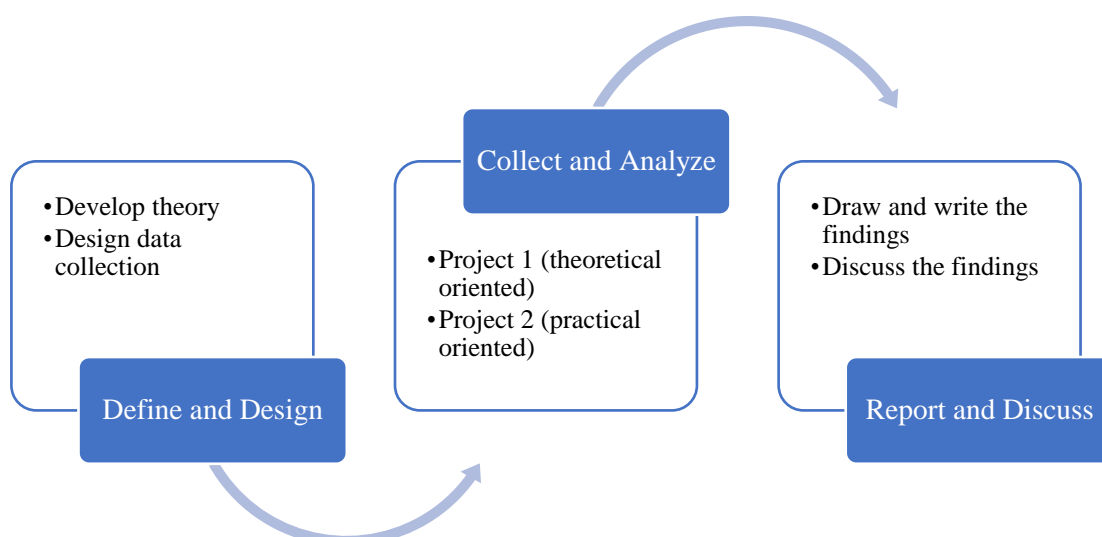 •Develop theory
•Design data
collection
Define and Design
Collect and Analyze
•Project 1 (theoretical
oriented)
•Project 2 (practical
oriented)
•Draw and write the
findings
•Discuss the findings
Report and Discuss